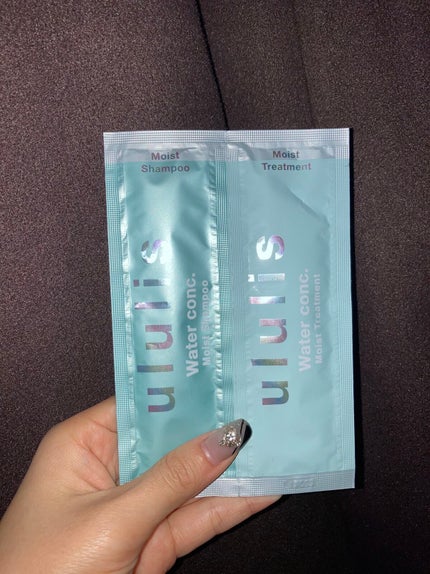 Moist
Shampoo
ululis
Water conc.
Moist Shampoo
Moist
Treatment
ululis
Water conc.
Moist Treatment